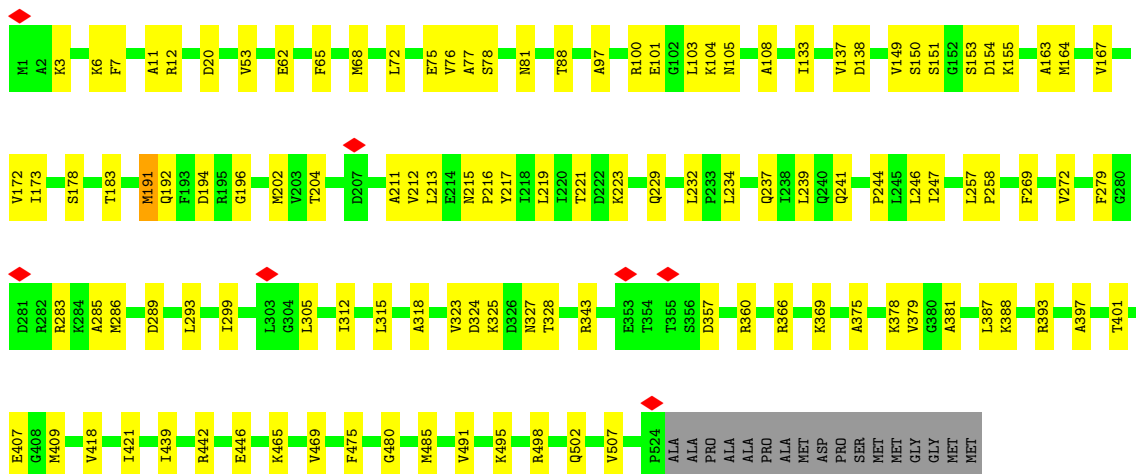 M1 A2 K3 K6 F7 A11 R12 D20 V53 E62 F65 M68 L72 E75 V76 A77 S78 N81 T88 A97 R100 E101 G102 L103 K104 N105 A108 I133 V137 D138 V149 S150 S151 G152 S153 D154 K155 A163 M164 V167
V172 I173 S178 T183 M191 Q192 F193 D194 R195 G196 M202 V203 T204 D207 A211 V212 L213 E214 N215 P216 Y217 I218 L219 I220 T221 D222 K223 Q229 L232 P233 L234 Q237 I238 L239 Q240 Q241 P244 L245 L246 I247 L257 P258 F269 V272 F279 G280
D281 R282 R283 K284 A285 M286 D289 L293 I299 L303 G304 L305 I312 L315 A318 V323 D324 K325 D326 N327 T328 R343 E353 T354 T355 S356 D357 R360 R366 K369 A375 K378 V379 G380 A381 L387 K388 R393 A397 T401
E407 G408 M409 V418 I421 I439 R442 E446 K465 V469 F475 G480 M485 V491 K495 R498 Q502 V507 P524 ALA ALA PRO ALA ALA PRO ALA MET ASP PRO SER MET MET GLY GLY MET MET